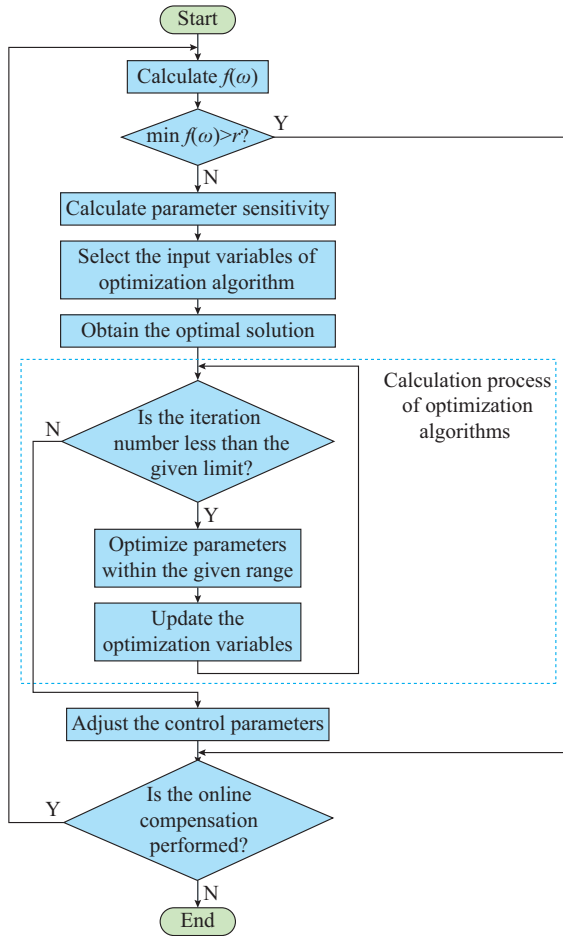 Start
Calculate f(ω)
min f(ω)>r?
Y
N
Calculate parameter sensitivity
Select the input variables of
optimization algorithm
Obtain the optimal solution
Calculation process
of optimization
algorithms
Is the iteration
number less than the
given limit?
N
Y
Optimize parameters
within the given range
Update the
optimization variables
Adjust the control parameters
Is the online
compensation
performed?
Y
N
End